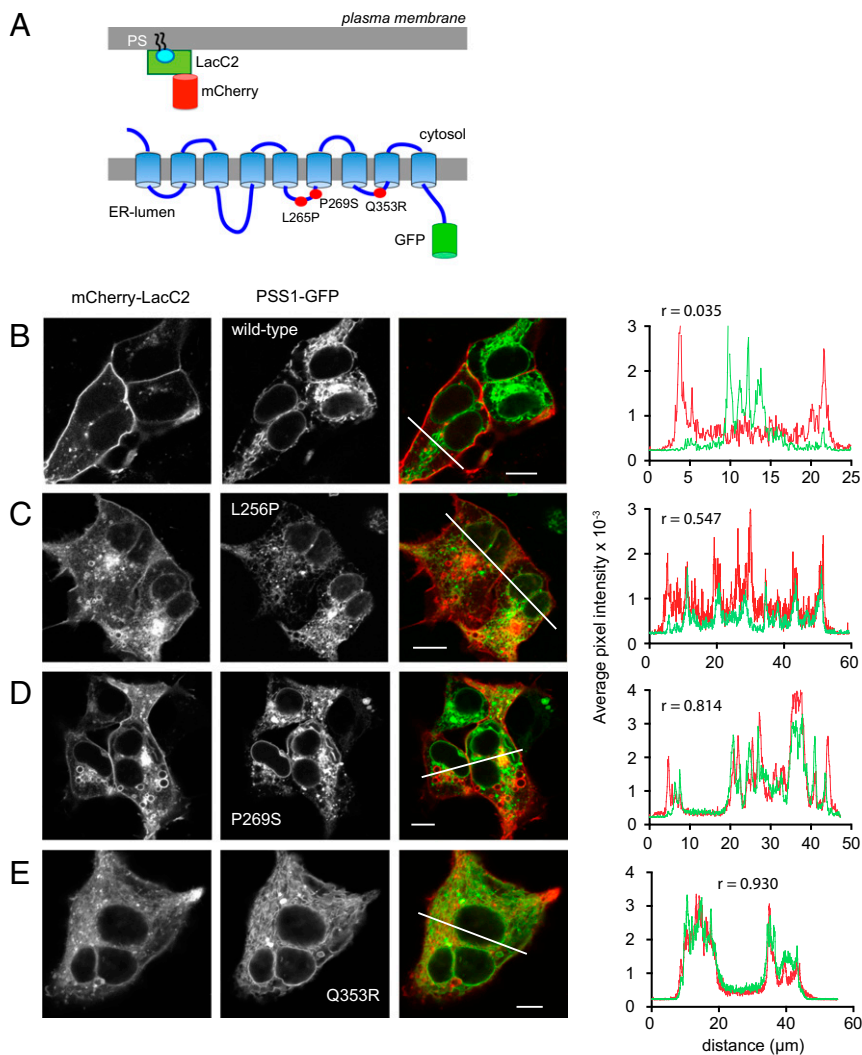 A
plasma membrane
PS
LacC2
mCherry
cytosol
ER-lumen
L265P
P269S
Q353R
GFP
mCherry-LacC2
PSS1-GFP
B
wild-type
r = 0.035
3
2
1
0
0
5
10
15
20
25
C
L256P
r = 0.547
3
2
1
0
0
20
40
60
Average pixel intensity x 10-3
D
P269S
r = 0.814
4
3
2
1
0
0
10
20
30
40
50
E
Q353R
r = 0.930
4
3
2
1
0
0
20
40
60
distance (μm)